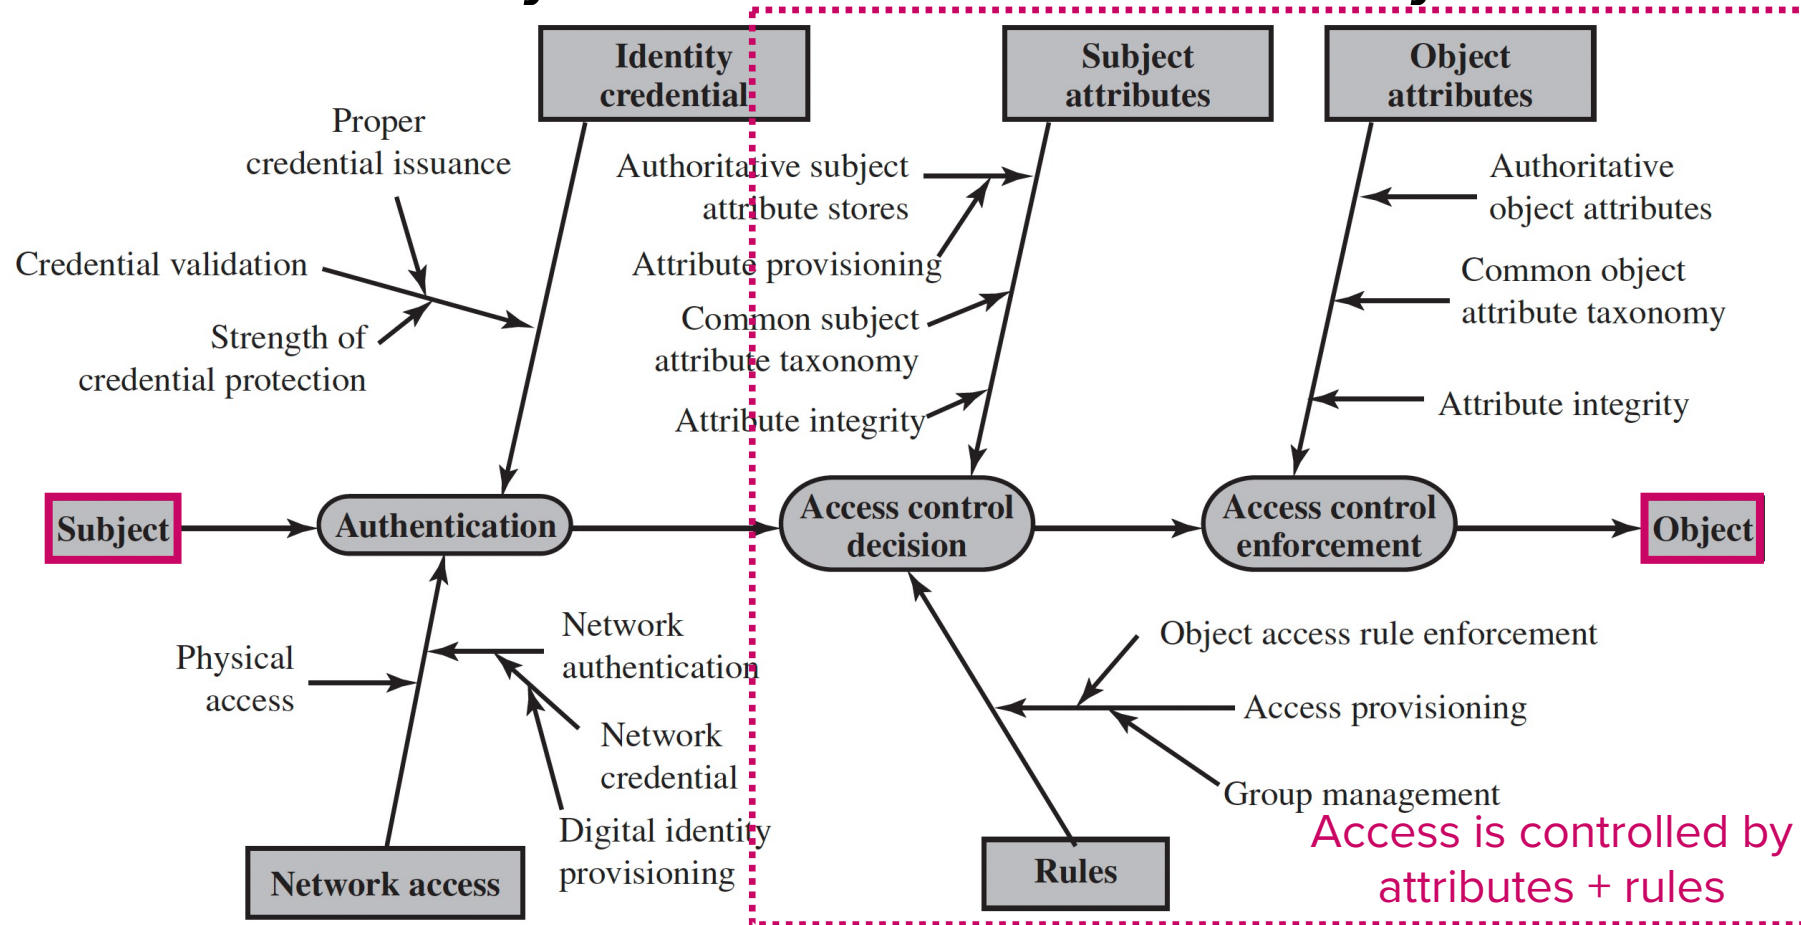 Identity
credential
Subject
attributes
Object
attributes
Proper
credential issuance
Credential validation
Strength of
credential protection
Authoritative subject
attribute stores
Attribute provisioning
Common subject
attribute taxonomy
Attribute integrity
Authoritative
object attributes
Common object
attribute taxonomy
Attribute integrity
Subject
Authentication
Access control
decision
Access control
enforcement
Object
Physical
access
Network
authentication
Network
credential
Digital identity
provisioning
Network access
Object access rule enforcement
Access provisioning
Group management
Rules
Access is controlled by
attributes + rules